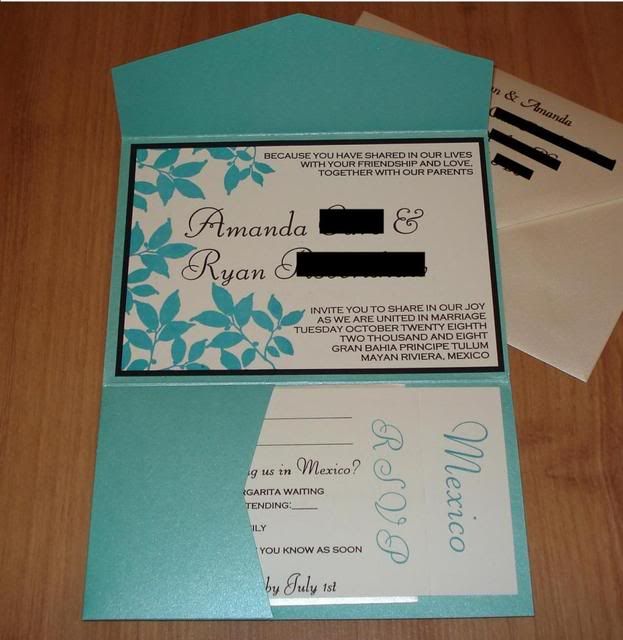 & Amanda
BECAUSE YOU HAVE SHARED IN OUR LIVES
WITH YOUR FRIENDSHIP AND LOVE,
TOGETHER WITH OUR PARENTS
Amanda &
Ryan
INVITE YOU TO SHARE IN OUR JOY
AS WE ARE UNITED IN MARRIAGE
TUESDAY OCTOBER TWENTY EIGHTH
TWO THOUSAND AND EIGHT
GRAN BAHIA PRINCIPE TULUM
MAYAN RIVIERA, MEXICO
us in Mexico?
WAITING
TENDING:____
YOU KNOW AS SOON
by July 1st
RSVP
Mexico